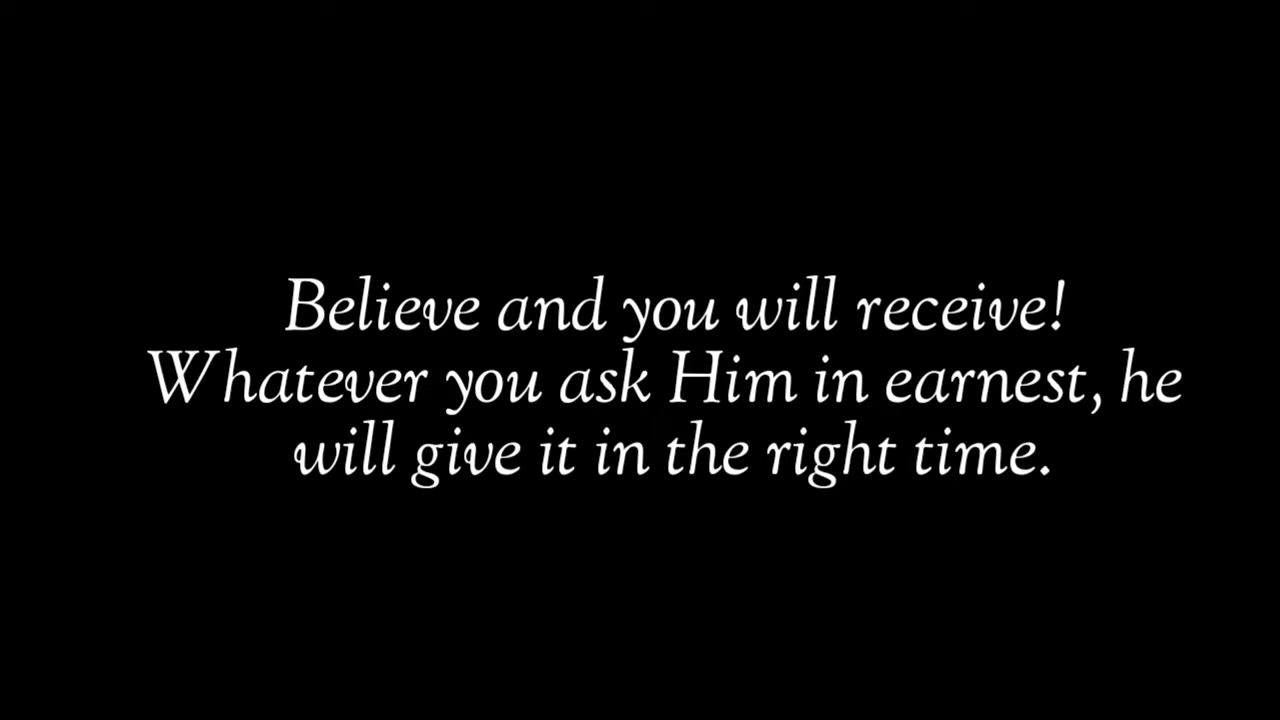 Believe and you will receive!
Whatever you ask Him in earnest, he
will give it in the right time.